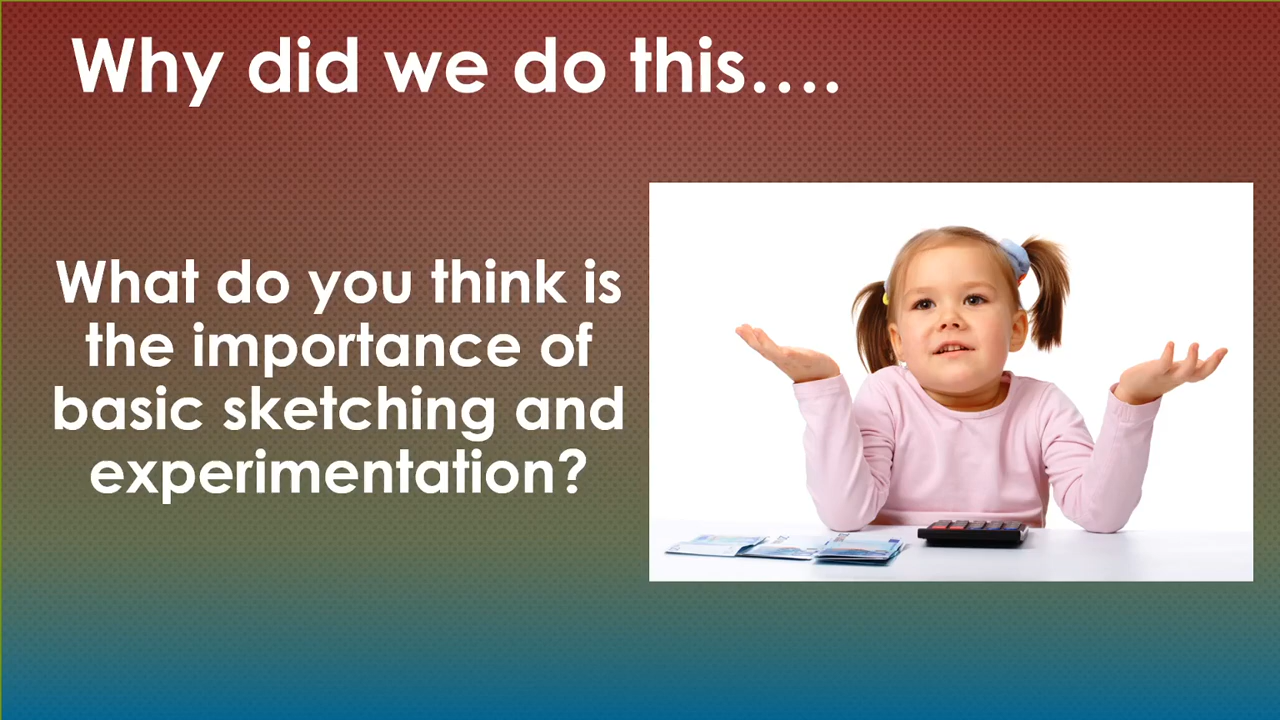 Why did we do this....
What do you think is
the importance of
basic sketching and
experimentation?